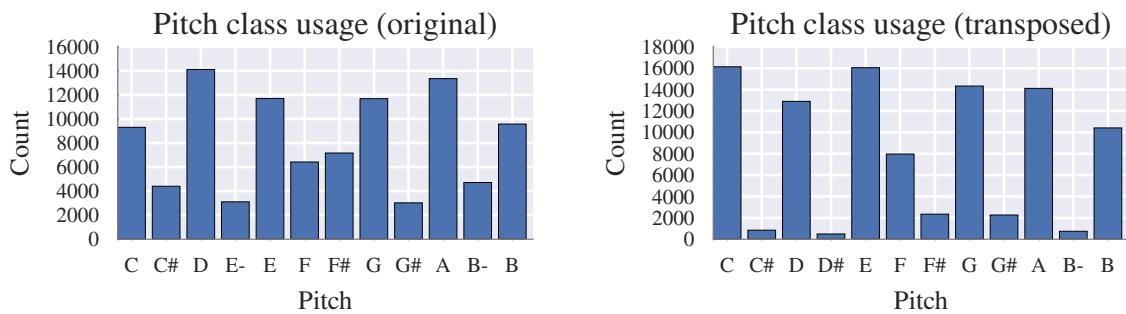 Pitch class usage (original)
16000
14000
12000
10000
8000
6000
4000
2000
0
Count
C C# D E- E F F# G G# A B- B
Pitch
Pitch class usage (transposed)
18000
16000
14000
12000
10000
8000
6000
4000
2000
0
Count
C C# D D# E F F# G G# A B- B
Pitch